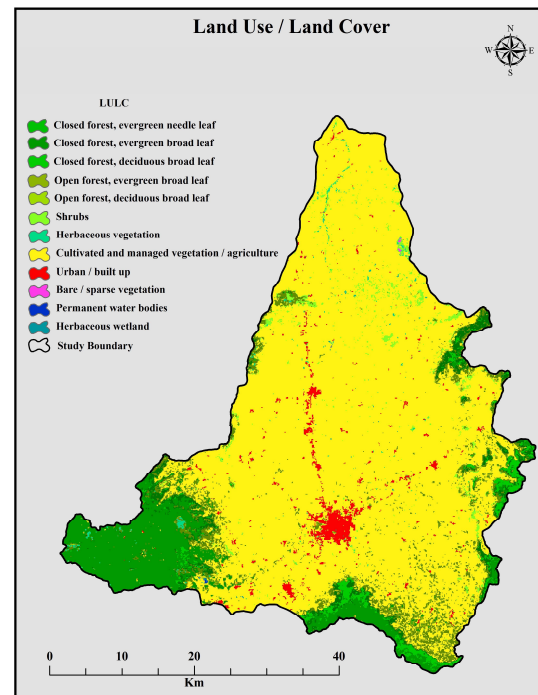 Land Use / Land Cover
N
W E
S
LULC
Closed forest, evergreen needle leaf
Closed forest, evergreen broad leaf
Closed forest, deciduous broad leaf
Open forest, evergreen broad leaf
Open forest, deciduous broad leaf
Shrubs
Herbaceous vegetation
Cultivated and managed vegetation / agriculture
Urban / built up
Bare / sparse vegetation
Permanent water bodies
Herbaceous wetland
Study Boundary
0 10 20 40
Km